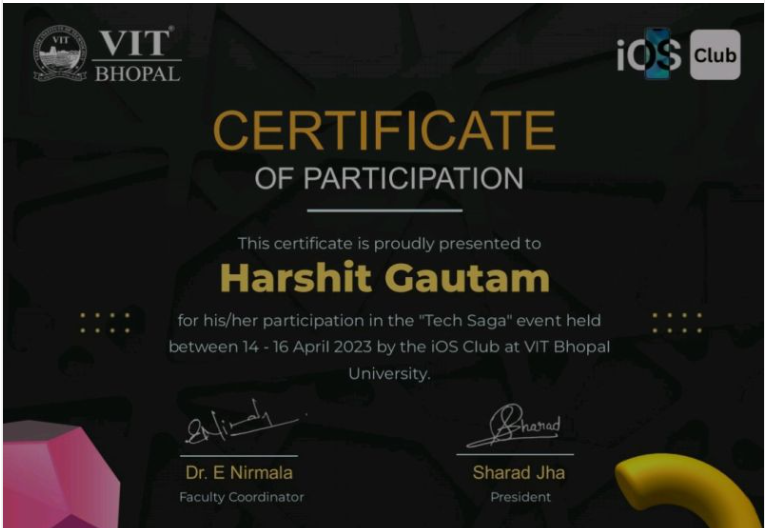 VIT®
BHOPAL
VIT
iOS Club
CERTIFICATE
OF PARTICIPATION
This certificate is proudly presented to
Harshit Gautam
for his/her participation in the "Tech Saga" event held
between 14 - 16 April 2023 by the iOS Club at VIT Bhopal
University.
SNirmaly
Sharad
Dr. E Nirmala
Sharad Jha
Faculty Coordinator
President